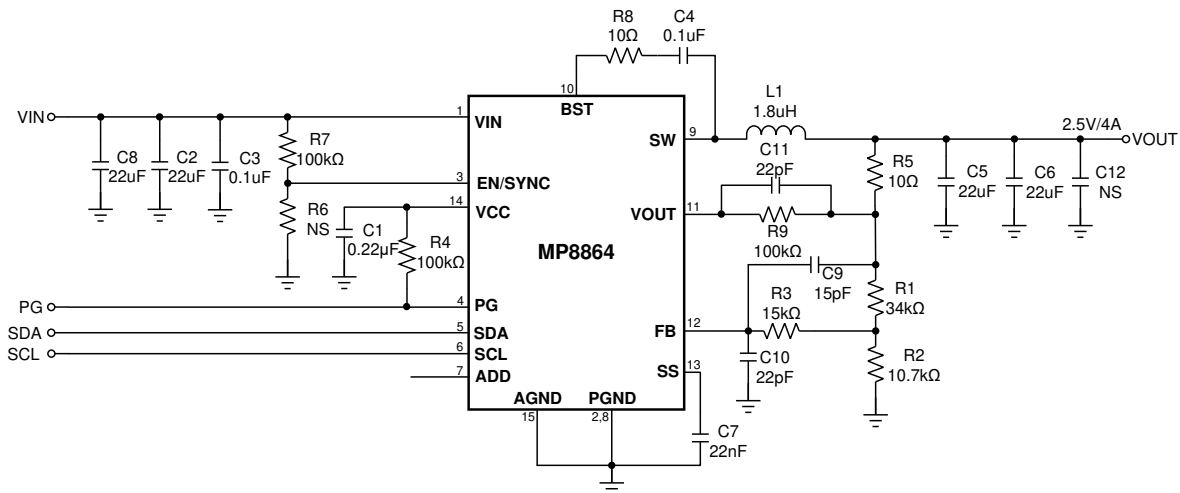 R8
10Ω
C4
0.1uF
10
BST
VIN
1
VIN
R7
100kΩ
C8
22uF
C2
22uF
C3
0.1uF
3
EN/SYNC
R6
NS
14
VCC
C1
0.22µF
R4
100kΩ
MP8864
PG
4
PG
SDA
5
SDA
SCL
6
SCL
7
ADD
AGND
15
PGND
2,8
SW
9
L1
1.8uH
2.5V/4A
VOUT
C11
22pF
R5
10Ω
C5
22uF
C6
22uF
C12
NS
VOUT
11
R9
100kΩ
C9
15pF
R1
34kΩ
R3
15kΩ
FB
12
C10
22pF
R2
10.7kΩ
SS
13
C7
22nF